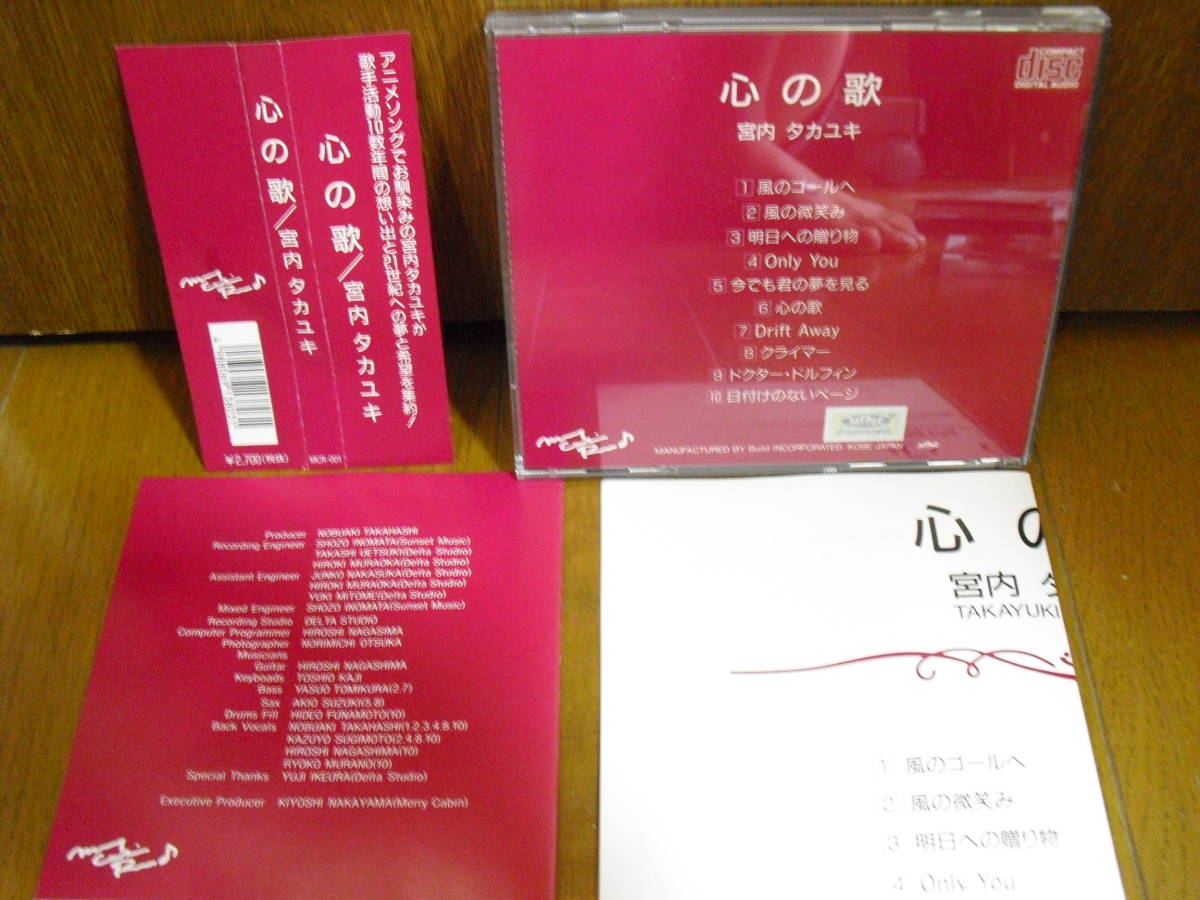 アニメソングでお馴染みの宮内タカユキが
歌手活動10数年間の想い出と21世紀への夢と希望を集約!!
心の歌/宮内タカユキ
心の歌/宮内タカユキ
¥2,700(税抜)
MCR-001
COMPACT
disc
DIGITAL AUDIO
心の歌
宮内 タカユキ
1 風のゴールへ
2 風の微笑み
3 明日への贈り物
4 Only You
5 今でも君の夢を見る
6 心の歌
7 Drift Away
8 クライマー
9 ドクター・ドルフィン
10 日付けのないページ
MANUFACTURED BY Build INCORPORATED. KOBE JAPAN
Producer NOBUAKI TAKAHASHI
Recording Engineer SHOZO INOMATA(Sunset Music)
TAKASHI UETSUKI(Delta Studio)
HIROKI MURAOKA(Delta Studio)
Assistant Engineer JUNKO NAKASUKA(Delta Studio)
HIROKI MURAOKA(Delta Studio)
YUKI MITOME(Delta Studio)
Mixed Engineer SHOZO INOMATA(Sunset Music)
Recording Studio DELTA STUDIO
Computer Programmer HIROSHI NAGASIMA
Photographer NORIMICHI OTSUKA
Musicians
Guitar HIROSHI NAGASHIMA
Keyboads TOSHIO KAJI
Bass YASUO TOMIKURA(2.7)
Sax AKIO SUZUKI(5.8)
Drums Fill HIDEO FUNAMOTO(10)
Back Vocals NOBUAKI TAKAHASHI(1.2.3.4.8.10)
KAZUYO SUGIMOTO(2.4.8.10)
HIROSHI NAGASHIMA(10)
RYOKO MURANO(10)
Special Thanks YUJI IKEURA(Delta Studio)
Executive Producer KIYOSHI NAKAYAMA(Merry Cabin)
心の
宮内 タ
TAKAYUKI
1 風のゴールへ
2 風の微笑み
3 明日への贈り物
4 Only You